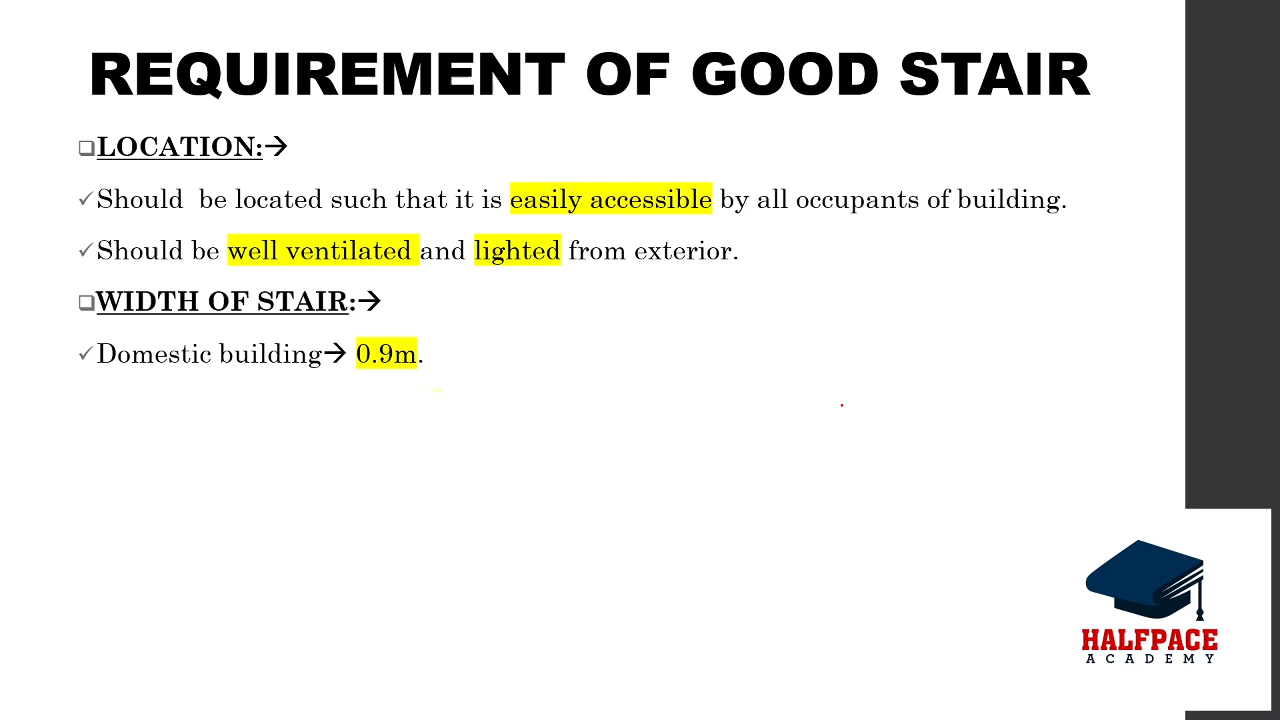 REQUIREMENT OF GOOD STAIR
❑LOCATION:→
✓Should be located such that it is easily accessible by all occupants of building.
✓Should be well ventilated and lighted from exterior.
❑WIDTH OF STAIR:→
✓Domestic building→ 0.9m.
HALFPACE
ACADEMY